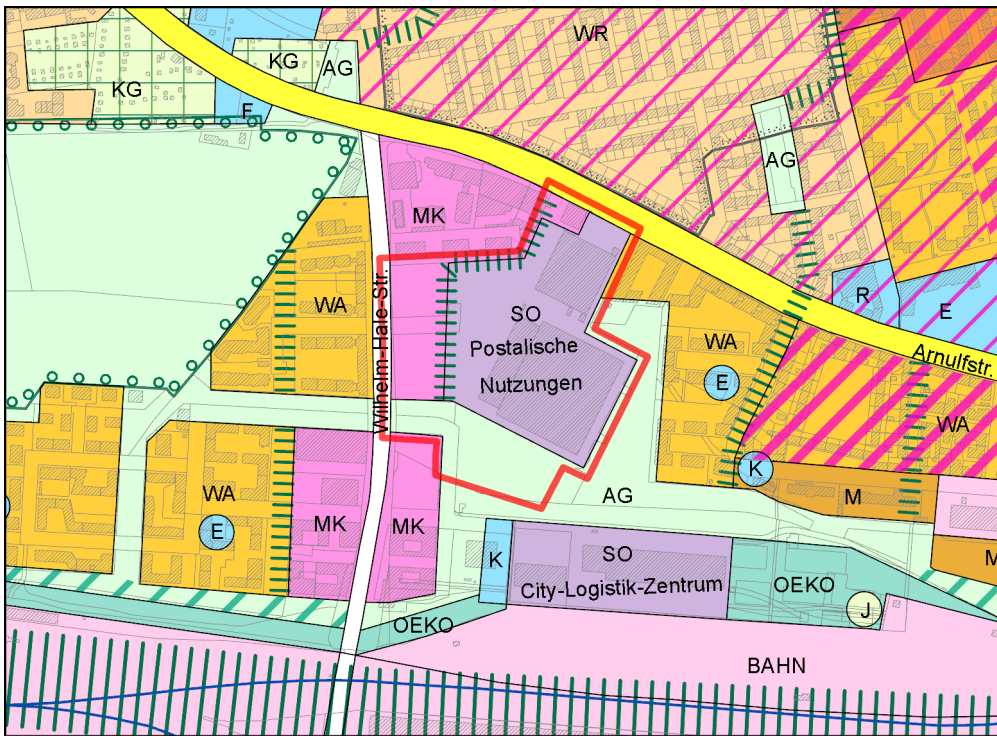 WR
KG
AG
KG
F
AG
MK
WA
Wilhelm-Hale-Str.
SO
Postalische
Nutzungen
R
E
WA
E
Arnulfstr.
WA
K
M
AG
WA
E
MK
MK
K
SO
City-Logistik-Zentrum
OEKO
M
J
OEKO
BAHN